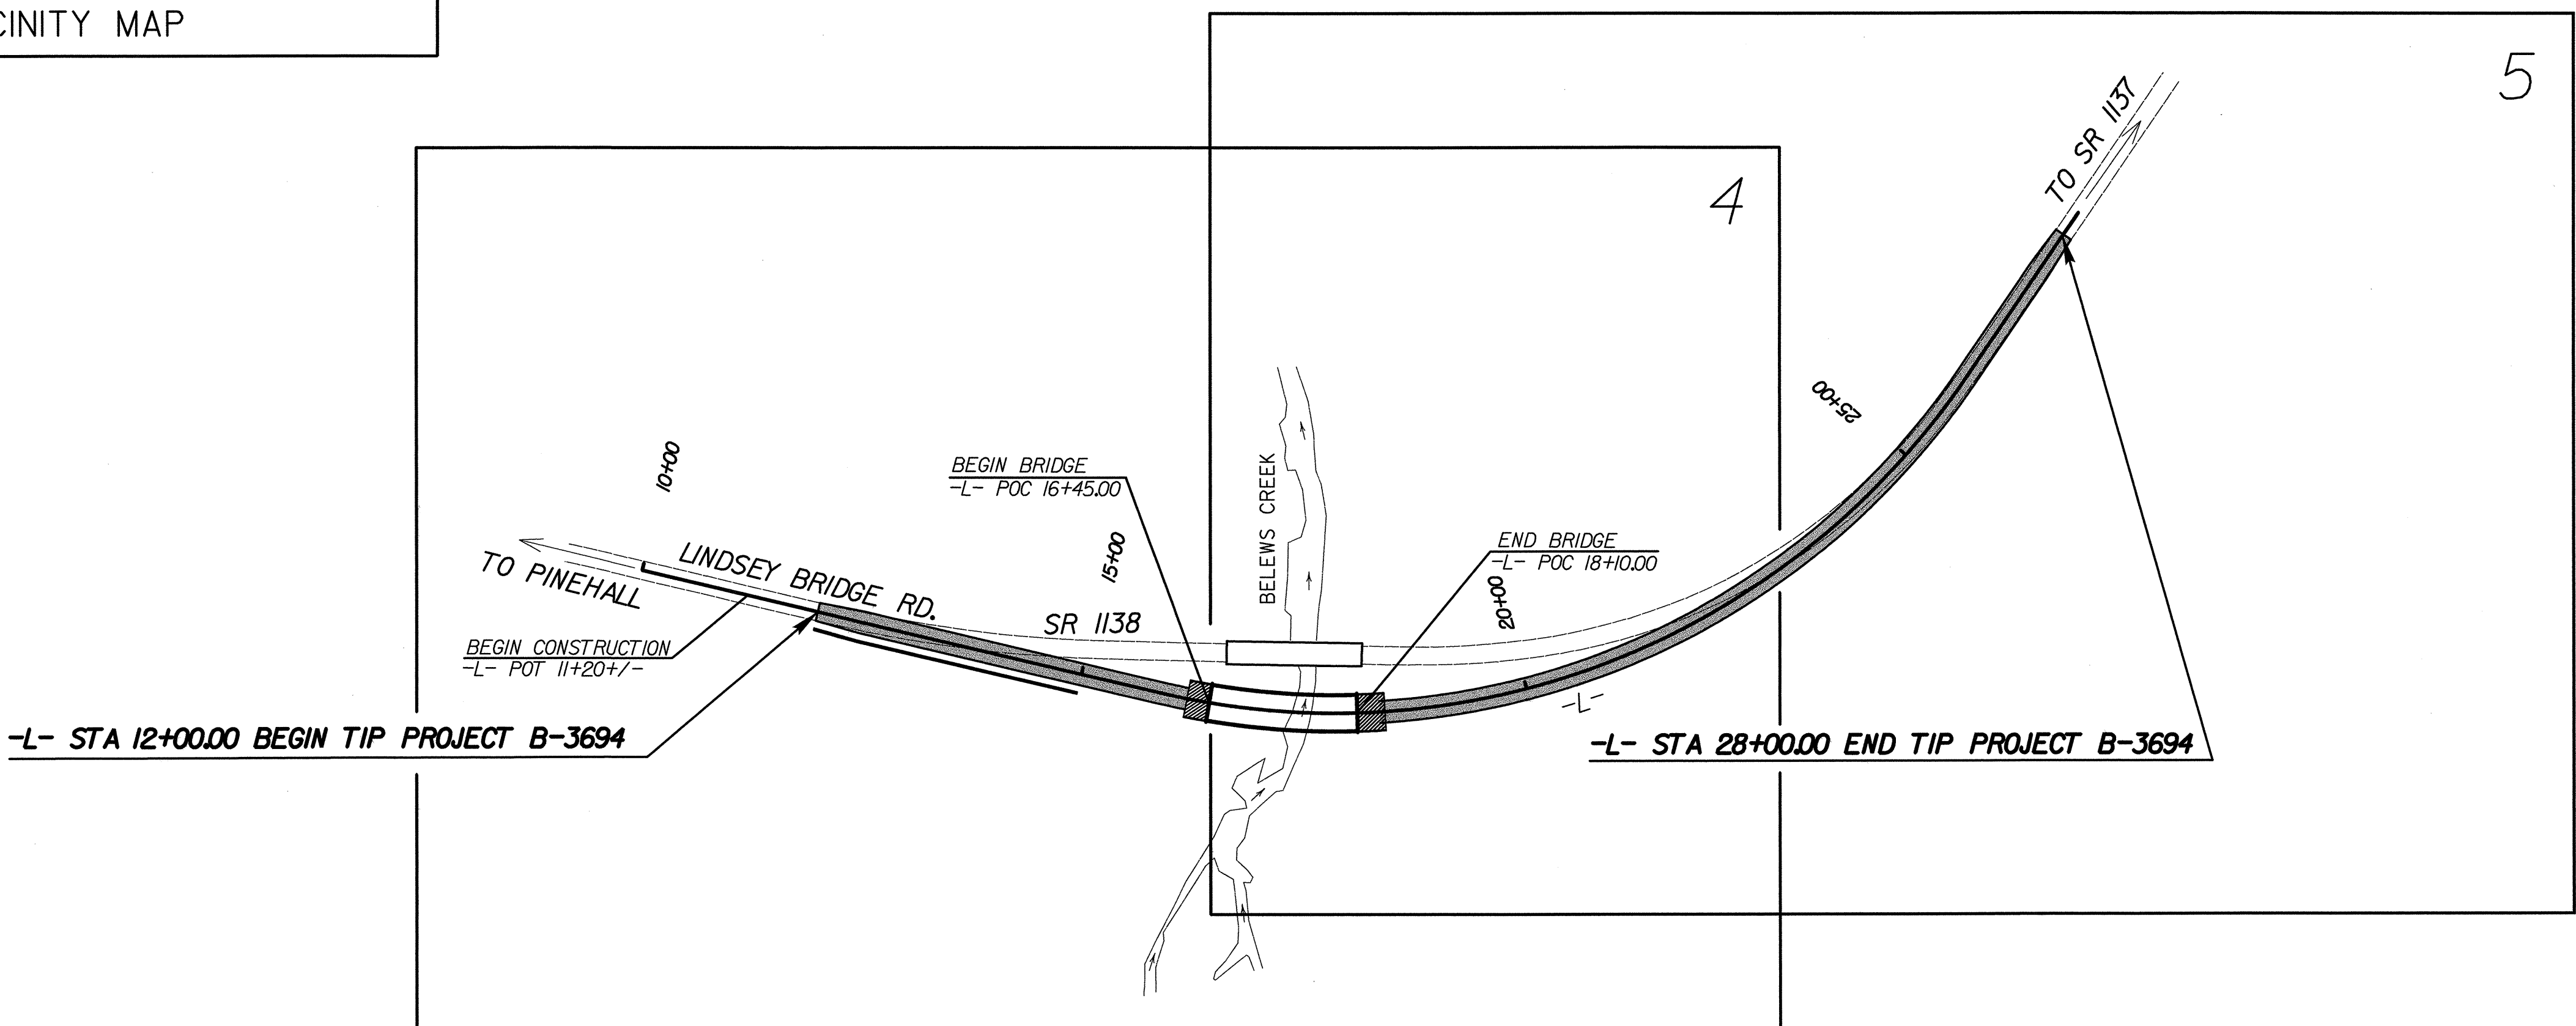 CINITY MAP
5
4
TO SR 1137
25+00
10+00
BEGIN BRIDGE
-L- POC 16+45.00
BELEWS CREEK
15+00
END BRIDGE
-L- POC 18+10.00
20+00
LINDSEY BRIDGE RD.
TO PINEHALL
SR 1138
BEGIN CONSTRUCTION
-L- POT 11+20+/-
-L-
-L- STA 12+00.00 BEGIN TIP PROJECT B-3694
-L- STA 28+00.00 END TIP PROJECT B-3694